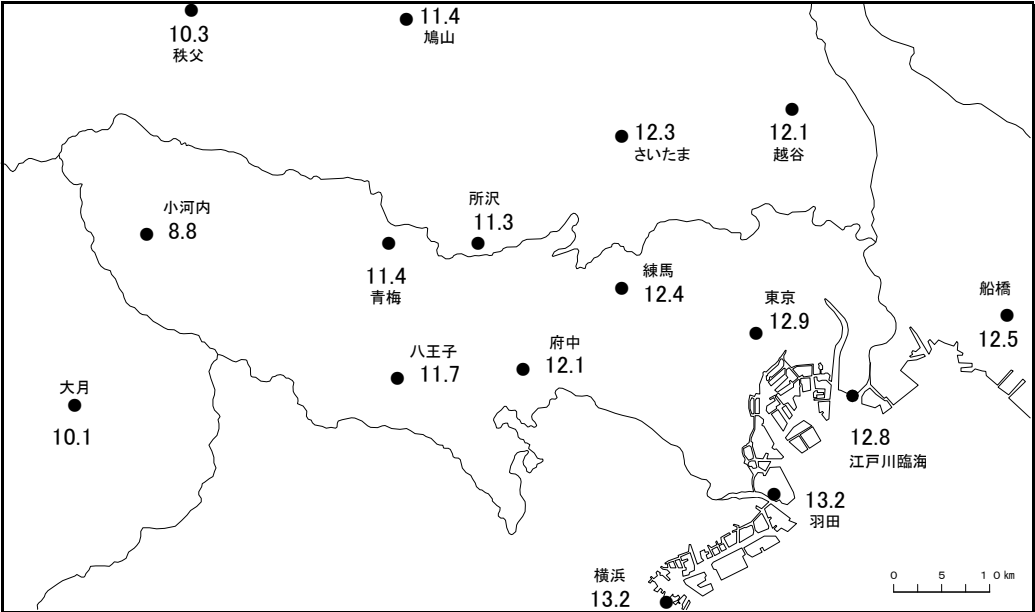 10.3
秩父
11.4
鳩山
12.3
さいたま
12.1
越谷
小河内
8.8
所沢
11.3
11.4
青梅
練馬
12.4
東京
12.9
船橋
12.5
八王子
11.7
府中
12.1
大月
10.1
12.8
江戸川臨海
13.2
羽田
横浜
13.2
0 5 10㎞